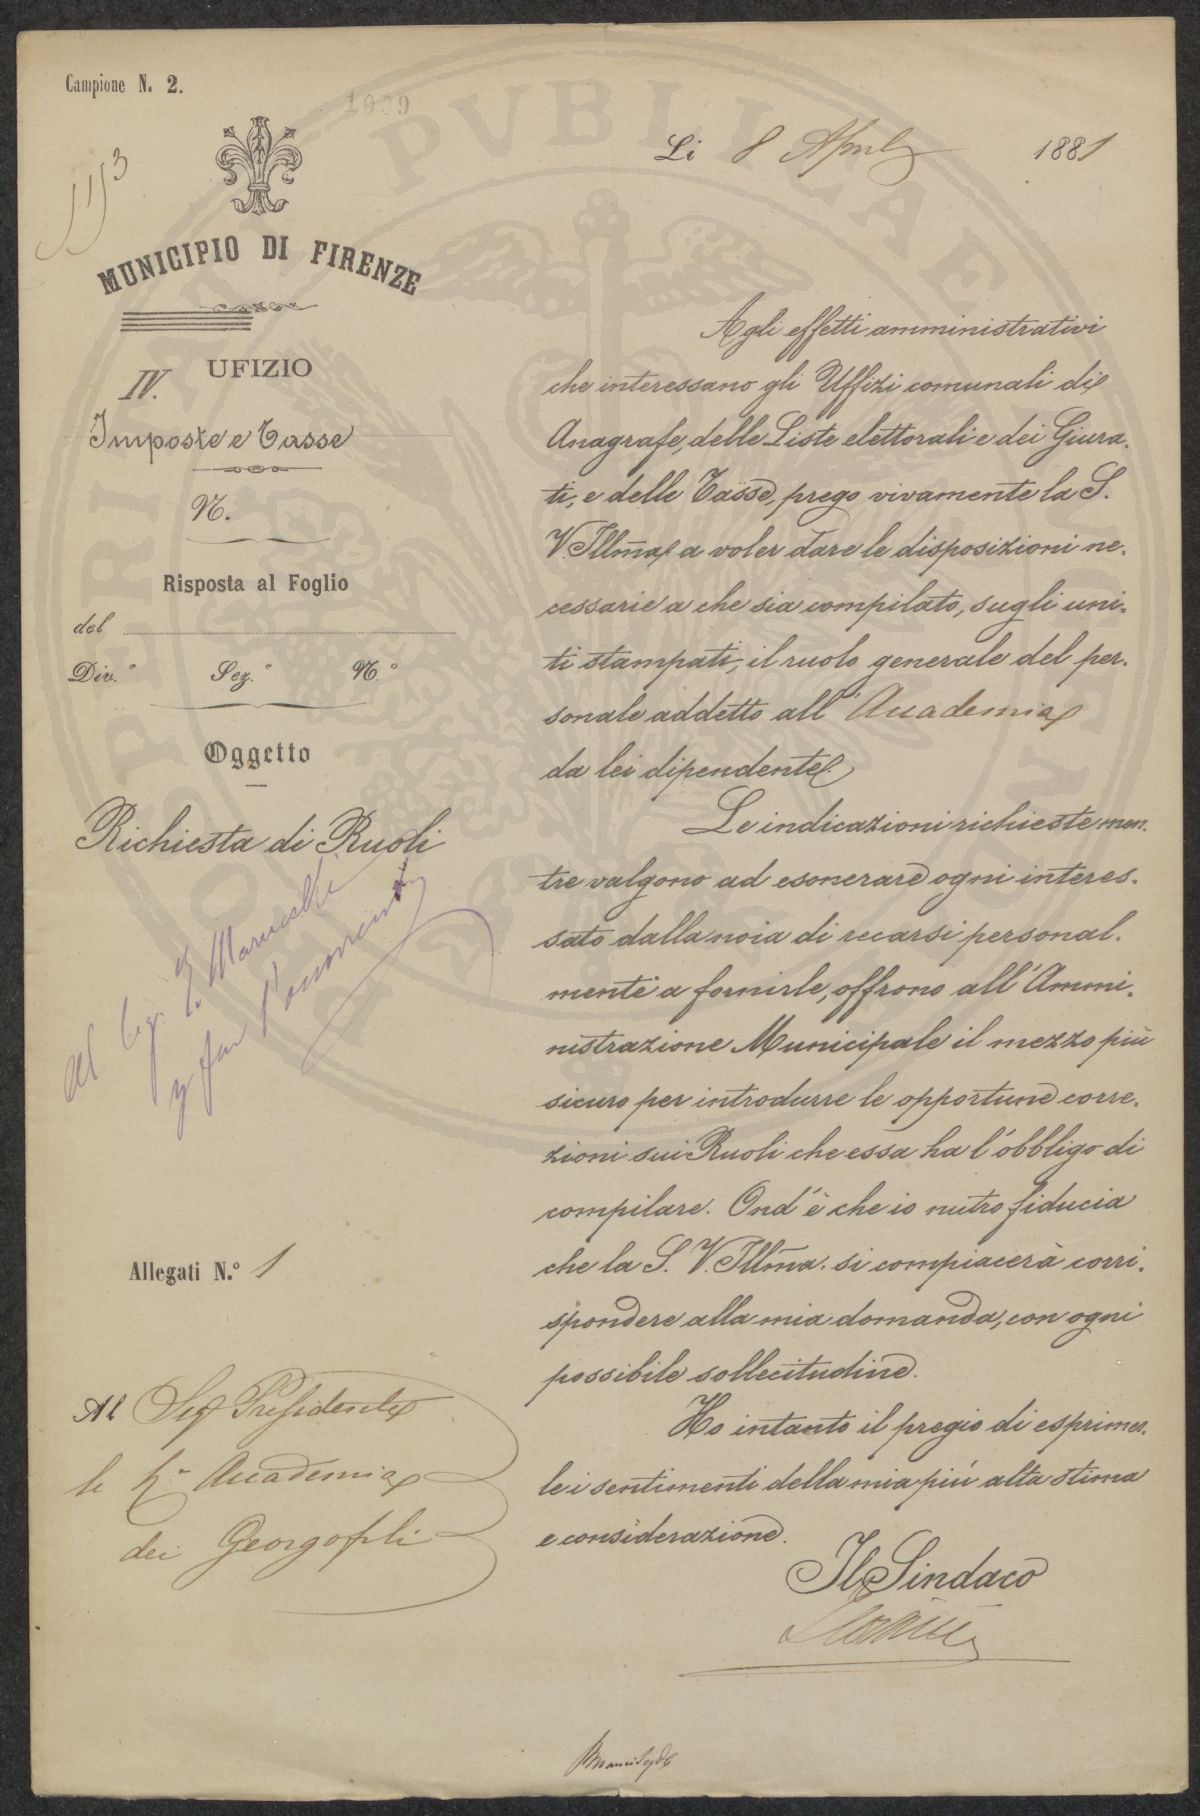 Campione N. 2.
1909
Li 8 Aprile 1881
MUNICIPIO DI FIRENZE
IV. UFIZIO
Imposte e Tasse
N.
Risposta al Foglio
del
Div.° Sez.° N.°
Oggetto
Richiesta di Ruoli
Al Sig.
Allegati N.° 1
Al Sig Presidente
R. Accademia
dei Georgofili
Agli effetti amministrativi
che interessano gli Uffizi comunali di
Anagrafe, delle Liste elettorali e dei Giura-
ti, e delle Tasse, prego vivamente la S.
V. Illma a voler dare le disposizioni ne-
cessarie a che sia compilato, sugli uni-
ti stampati, il ruolo generale del per-
sonale addetto all'Accademia
da lei dipendente.
Le indicazioni richieste men-
tre valgono ad esonerare ogni interes-
sato dalla noia di recarsi personal-
mente a fornirle, offrono all'Ammi-
nistrazione Municipale il mezzo più
sicuro per introdurre le opportune corre-
zioni sui Ruoli che essa ha l'obbligo di
compilare. Ond'è che io nutro fiducia
che la S. V. Illma. si compiacerà corri-
spondere alla mia domanda, con ogni
possibile sollecitudine.
Ho intanto il pregio di esprimer-
le i sentimenti della mia più alta stima
e considerazione.
Il Sindaco